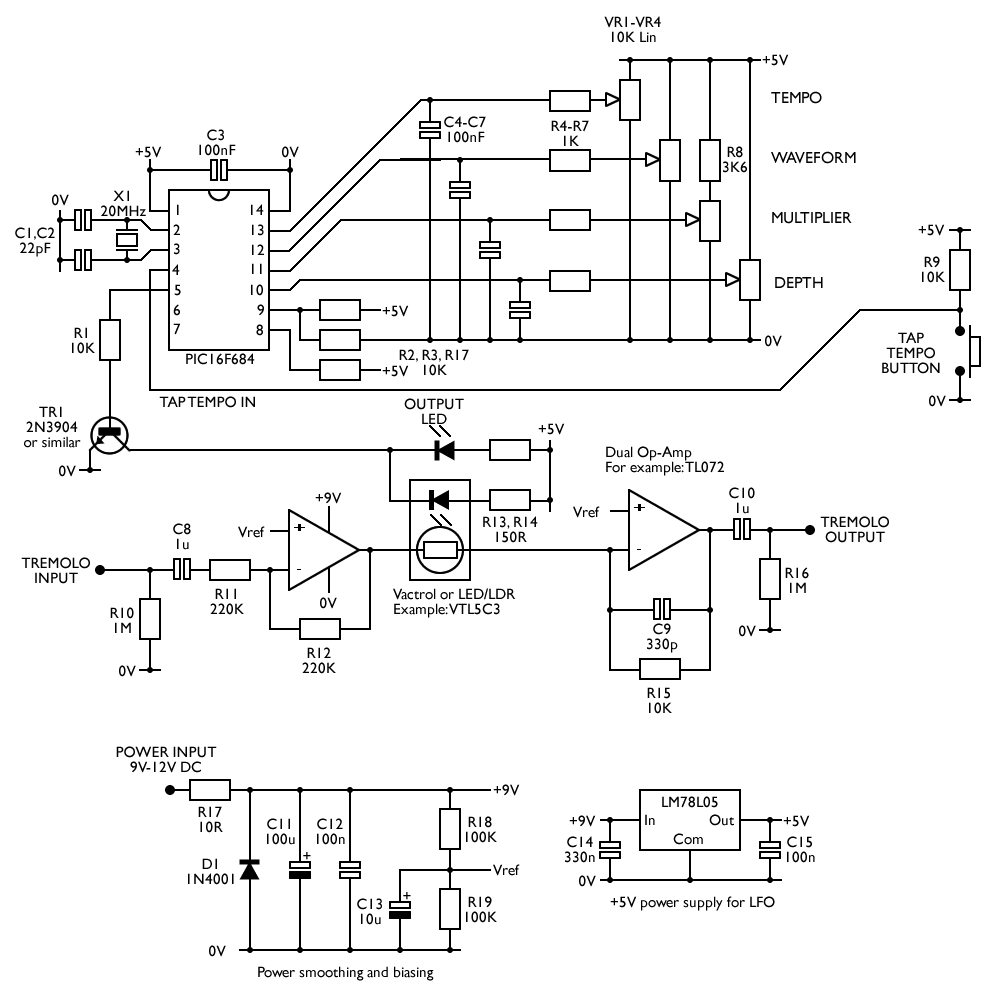 VR1-VR4
10K Lin
+5V
TEMPO
C4-C7
100nF
R4-R7
1K
C3
100nF
+5V
0V
R8
3K6
WAVEFORM
0V
X1
20MHz
C1,C2
22pF
1
2
3
4
5
6
7
14
13
12
11
10
9
8
PIC16F684
MULTIPLIER
DEPTH
+5V
R9
10K
+5V
0V
R2, R3, R17
10K
+5V
R1
10K
TAP
TEMPO
BUTTON
0V
TAP TEMPO IN
TR1
2N3904
or similar
0V
OUTPUT
LED
+5V
R13, R14
150R
Dual Op-Amp
For example:TL072
Vref
+
-
C10
1u
TREMOLO
OUTPUT
R16
1M
0V
+9V
Vref
+
-
0V
C8
1u
TREMOLO
INPUT
R11
220K
R10
1M
0V
R12
220K
Vactrol or LED/LDR
Example:VTL5C3
C9
330p
R15
10K
POWER INPUT
9V-12V DC
R17
10R
+9V
C11
100u
+
C12
100n
R18
100K
D1
1N4001
Vref
C13
10u
+
R19
100K
0V
Power smoothing and biasing
LM78L05
In
Out
Com
+9V
+5V
C14
330n
C15
100n
0V
+5V power supply for LFO